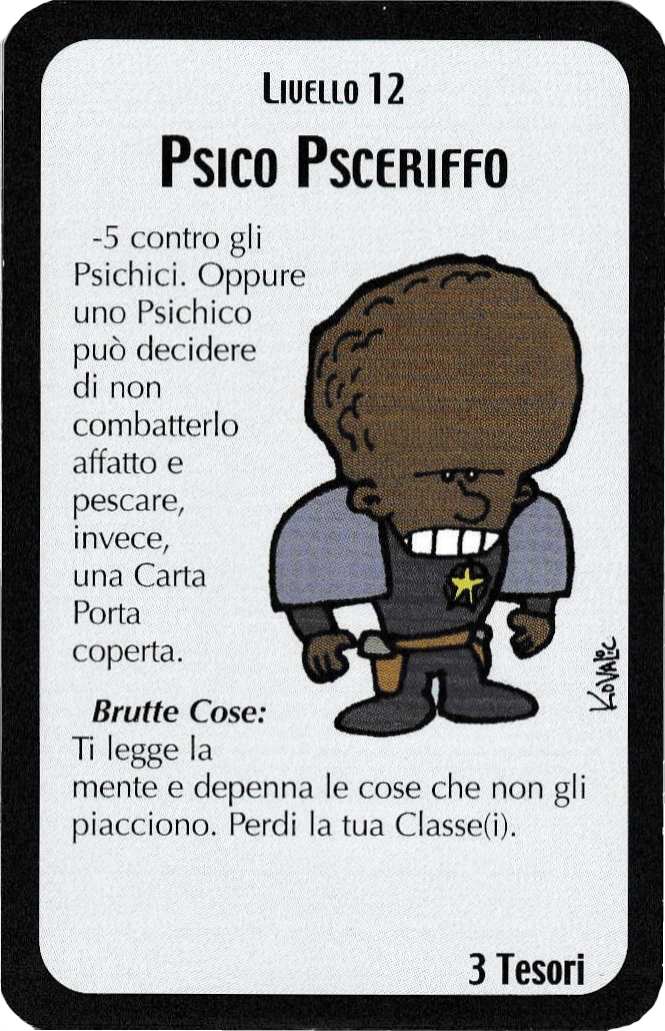 Livello 12
Psico Psceriffo
-5 contro gli
Psichici. Oppure
uno Psichico
può decidere
di non
combatterlo
affatto e
pescare,
invece,
una Carta
Porta
coperta.
Brutte Cose:
Ti legge la
mente e depenna le cose che non gli
piacciono. Perdi la tua Classe(i).
Kovalic
3 Tesori